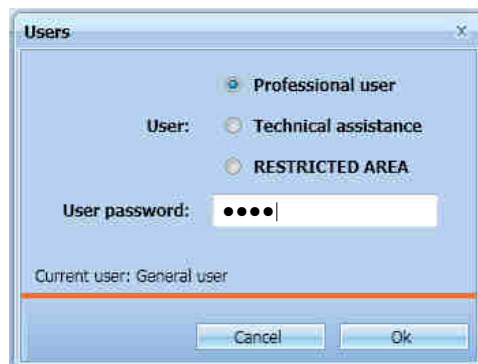 Users
Professional user
User:
Technical assistance
RESTRICTED AREA
User password:
●●●●
Current user: General user
Cancel
Ok